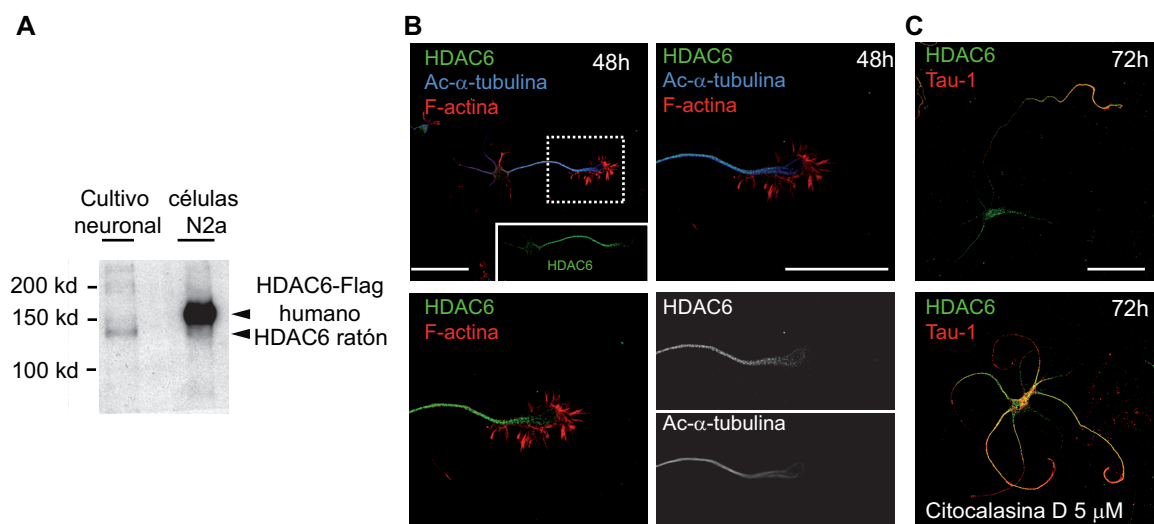 A
Cultivo
neuronal
células
N2a
200 kd
150 kd
100 kd
HDAC6-Flag
humano
HDAC6 ratón
B
HDAC6
Ac-α-tubulina
F-actina
48h
HDAC6
HDAC6
Ac-α-tubulina
F-actina
48h
HDAC6
F-actina
HDAC6
Ac-α-tubulina
C
HDAC6
Tau-1
72h
HDAC6
Tau-1
72h
Citocalasina D 5 μM